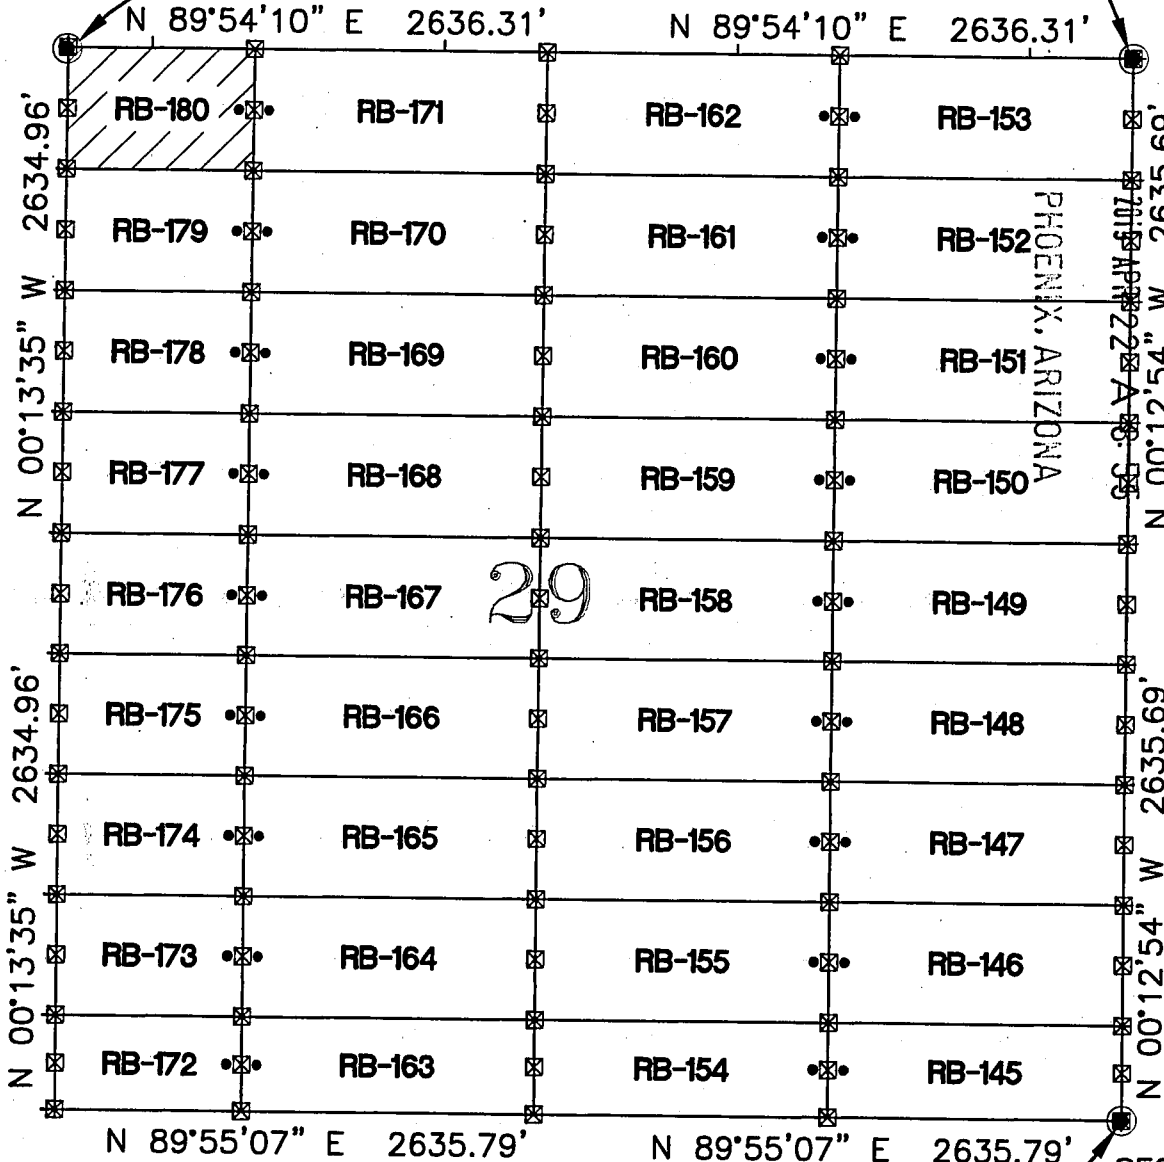 N 89°54'10" E 2636.31' N 89°54'10" E 2636.31'
RB-180 RB-171 RB-162 RB-153
RB-179 RB-170 RB-161 RB-152
RB-178 RB-169 RB-160 RB-151
RB-177 RB-168 RB-159 RB-150
RB-176 RB-167 RB-158 RB-149
29
RB-175 RB-166 RB-157 RB-148
RB-174 RB-165 RB-156 RB-147
RB-173 RB-164 RB-155 RB-146
RB-172 RB-163 RB-154 RB-145
N 89°55'07" E 2635.79' N 89°55'07" E 2635.79'
N 00°13'35" W 2634.96'
N 00°13'35" W 2634.96'
N 00°12'54" W 2635.69'
N 00°12'54" W 2635.69'
PHOENIX, ARIZONA